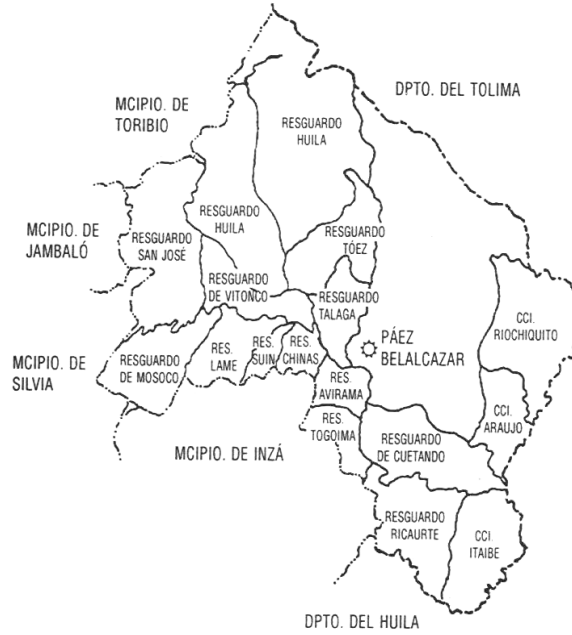 DPTO. DEL TOLIMA
MCIPIO. DE
TORIBIO
RESGUARDO
HUILA
MCIPIO. DE
JAMBALÓ
RESGUARDO
SAN JOSÉ
RESGUARDO
HUILA
RESGUARDO
TÓEZ
RESGUARDO
DE VITONCO
RESGUARDO
TALAGA
CCI.
RIOCHIQUITO
PÁEZ
BELALCAZAR
MCIPIO. DE
SILVIA
RESGUARDO
DE MOSOCO
RES.
LAME
RES.
SUIN
RES.
CHINAS
RES.
AVIRAMA
CCI.
ARAUJO
RES.
TOGOIMA
RESGUARDO
DE CUETANDO
MCIPIO. DE INZÁ
RESGUARDO
RICAURTE
CCI.
ITAIBE
DPTO. DEL HUILA